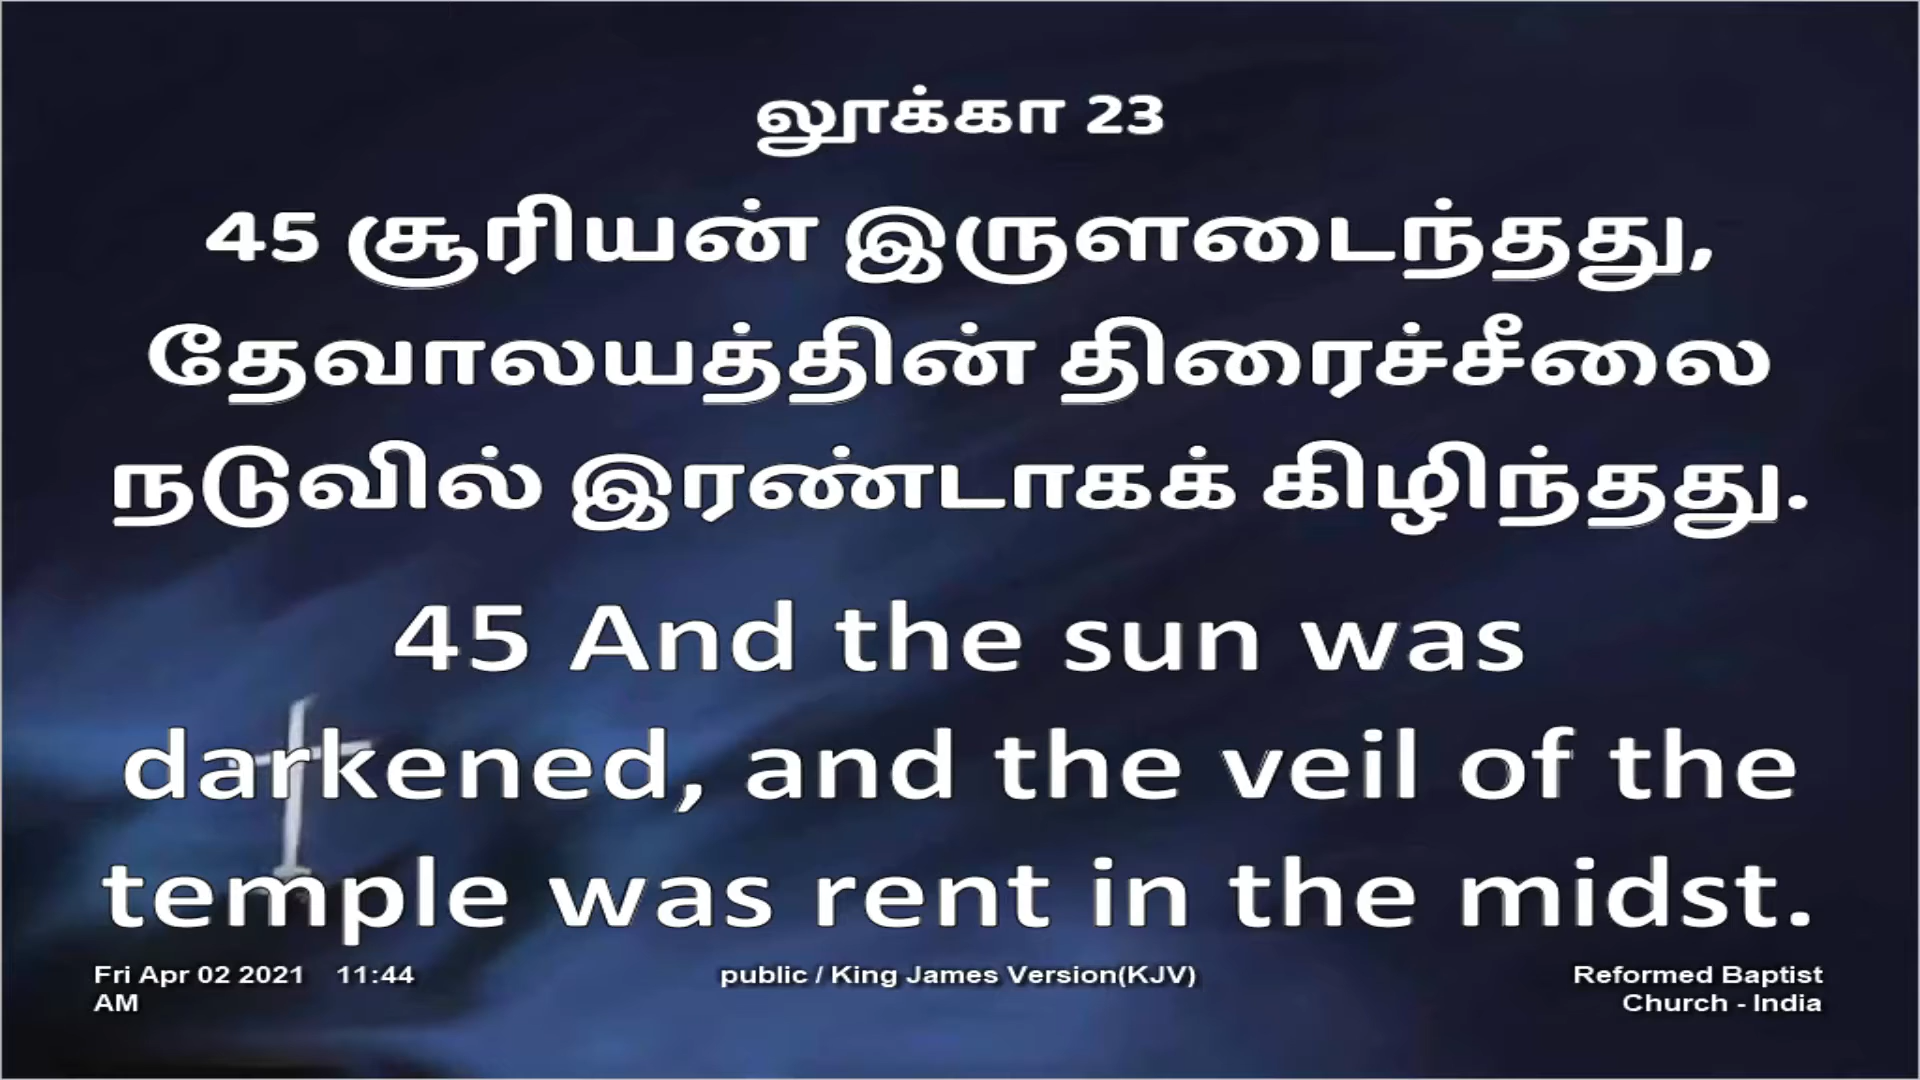 லூக்கா 23
45 சூரியன் இருளடைந்தது,
தேவாலயத்தின் திரைச்சீலை
நடுவில் இரண்டாகக் கிழிந்தது.
45 And the sun was
darkened, and the veil of the
temple was rent in the midst.
Fri Apr 02 2021 11:44
AM
public / King James Version(KJV)
Reformed Baptist
Church - India